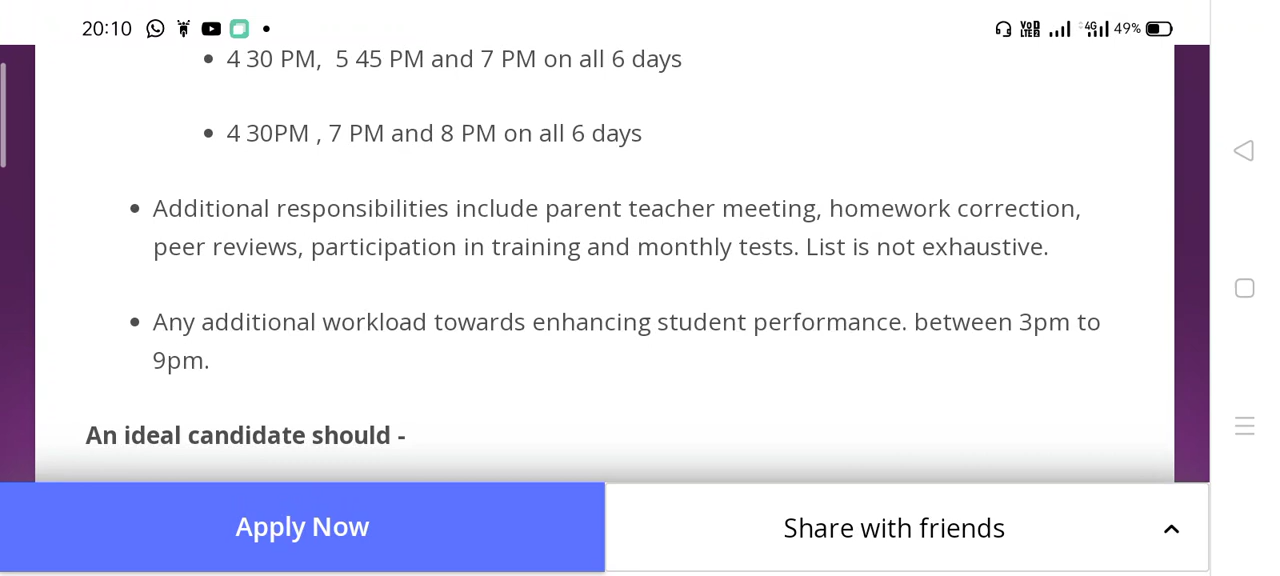 20:10
VoD LTED 4G 49%
4 30 PM, 5 45 PM and 7 PM on all 6 days
4 30PM , 7 PM and 8 PM on all 6 days
Additional responsibilities include parent teacher meeting, homework correction,
peer reviews, participation in training and monthly tests. List is not exhaustive.
Any additional workload towards enhancing student performance. between 3pm to
9pm.
An ideal candidate should -
Apply Now
Share with friends